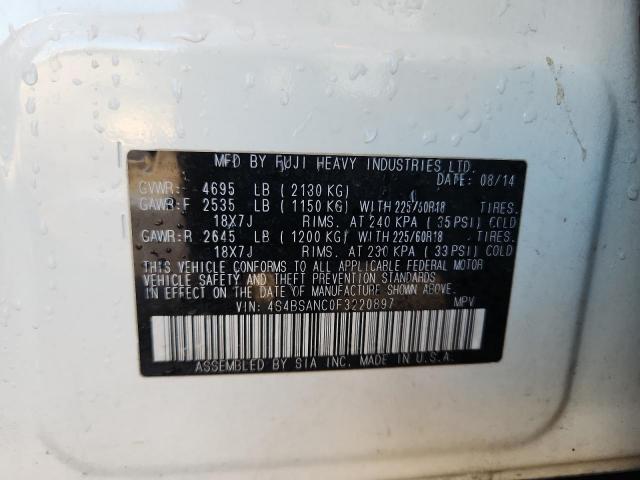 MFD BY FUJI HEAVY INDUSTRIES LTD.
DATE: 08/14
GVWR: 4695 LB (2130 KG)
GAWR:F 2535 LB (1150 KG) WITH 225/60R18 TIRES.
18X7J RIMS. AT 240 KPA (35 PSI) COLD
GAWR:R 2645 LB (1200 KG) WITH 225/60R18 TIRES.
18X7J RIMS. AT 230 KPA (33 PSI) COLD
THIS VEHICLE CONFORMS TO ALL APPLICABLE FEDERAL MOTOR
VEHICLE SAFETY AND THEFT PREVENTION STANDARDS IN
EFFECT ON THE DATE OF MANUFACTURE SHOWN ABOVE.
VIN: 4S4BSANC0F3220897 MPV
ASSEMBLED BY SIA INC. MADE IN U.S.A.